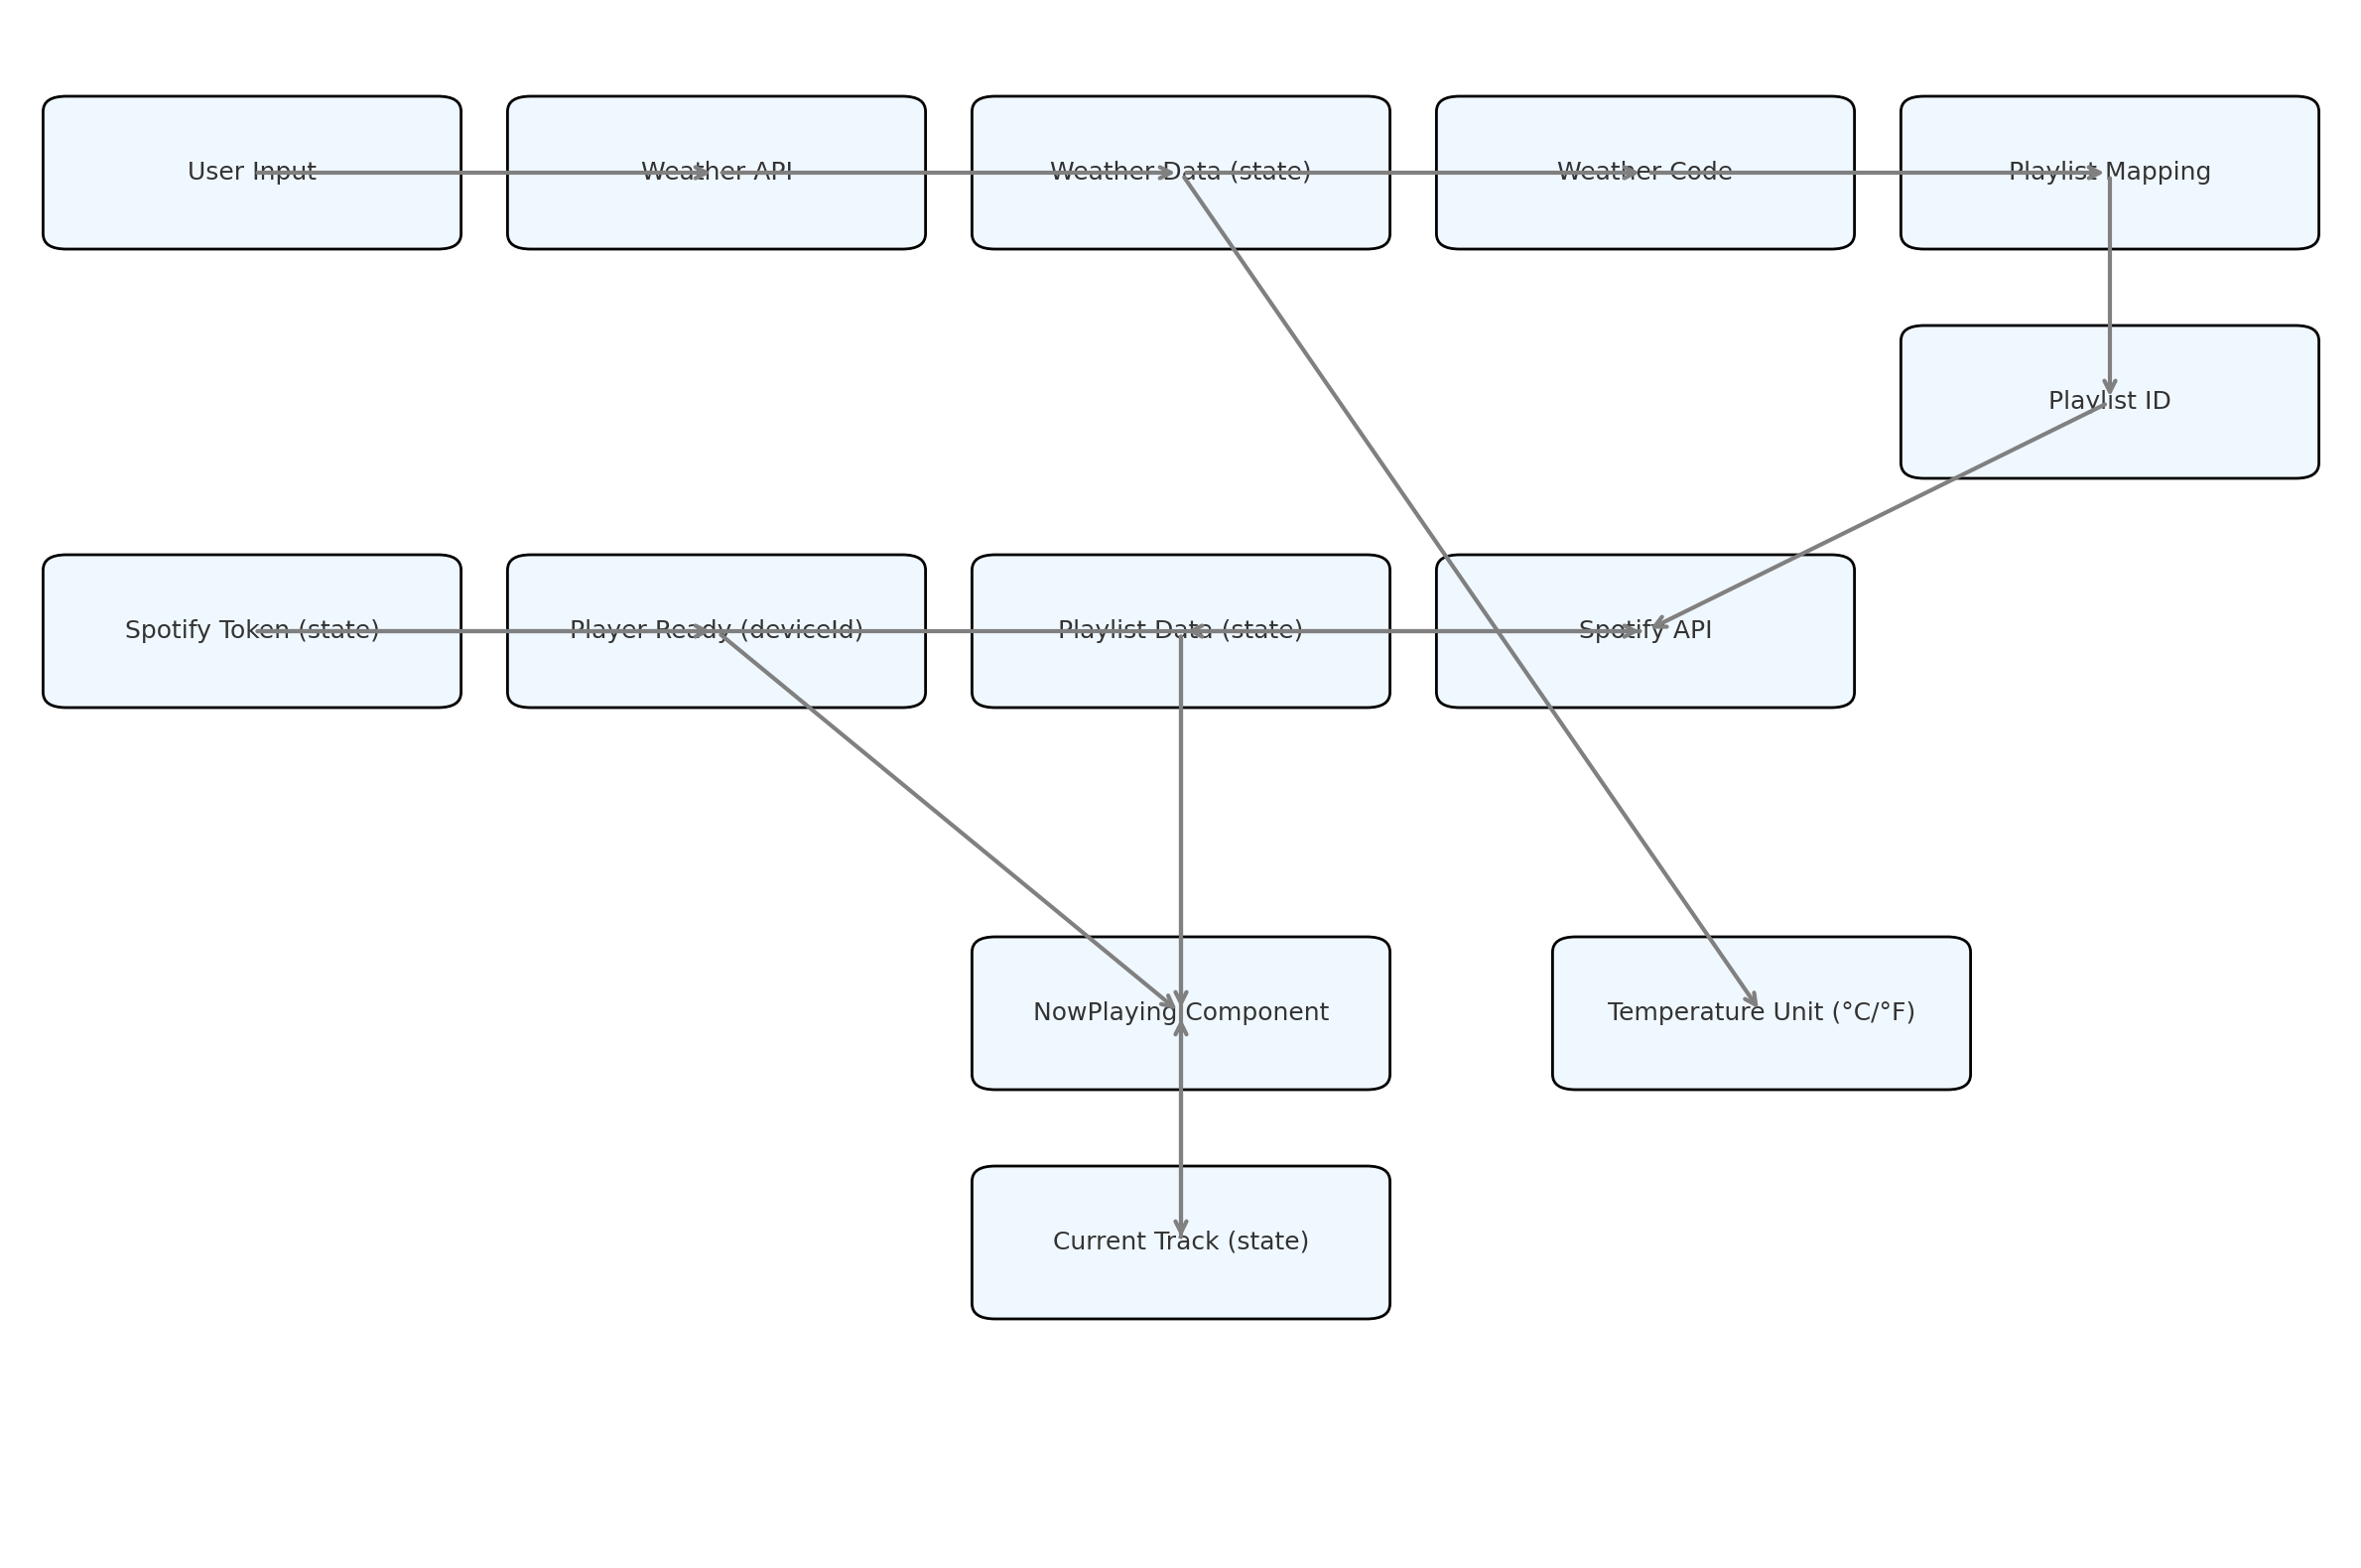 User Input
Weather API
Weather Data (state)
Weather Code
Playlist Mapping
Playlist ID
Spotify Token (state)
Player Ready (deviceId)
Playlist Data (state)
Spotify API
NowPlaying Component
Temperature Unit (°C/°F)
Current Track (state)